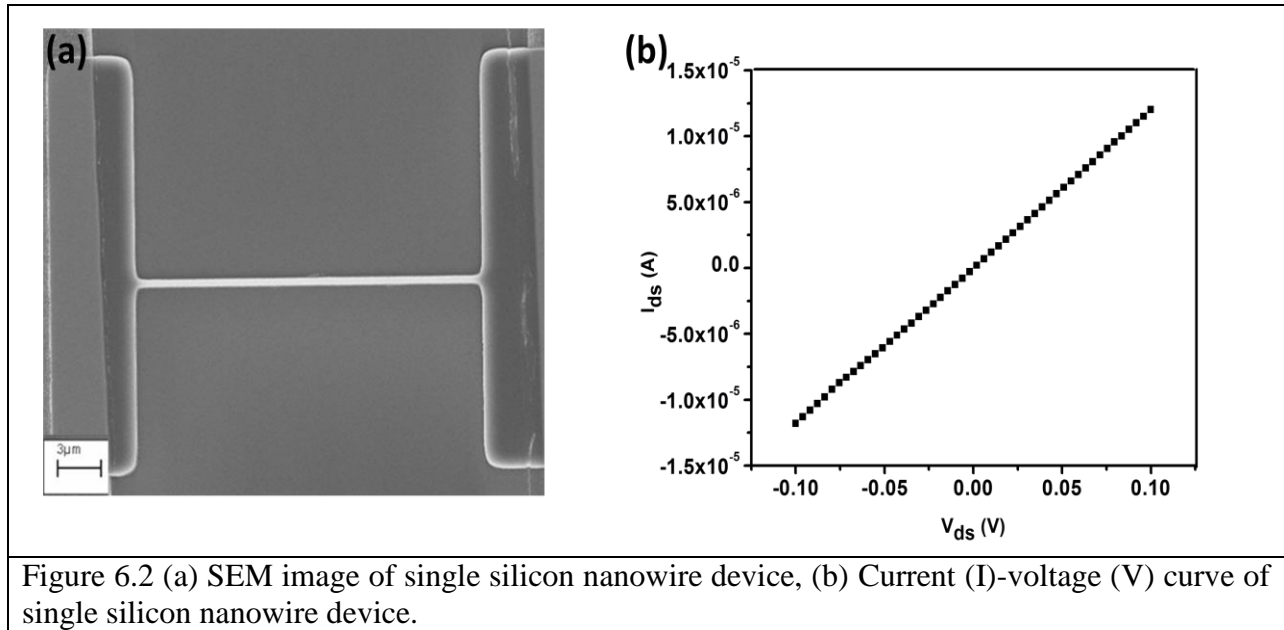 (a)
3µm
(b)
1.5x10⁻⁵
1.0x10⁻⁵
5.0x10⁻⁶
0.0
-5.0x10⁻⁶
-1.0x10⁻⁵
-1.5x10⁻⁵
I_ds (A)
-0.10 -0.05 0.00 0.05 0.10
V_ds (V)
Figure 6.2 (a) SEM image of single silicon nanowire device, (b) Current (I)-voltage (V) curve of
single silicon nanowire device.